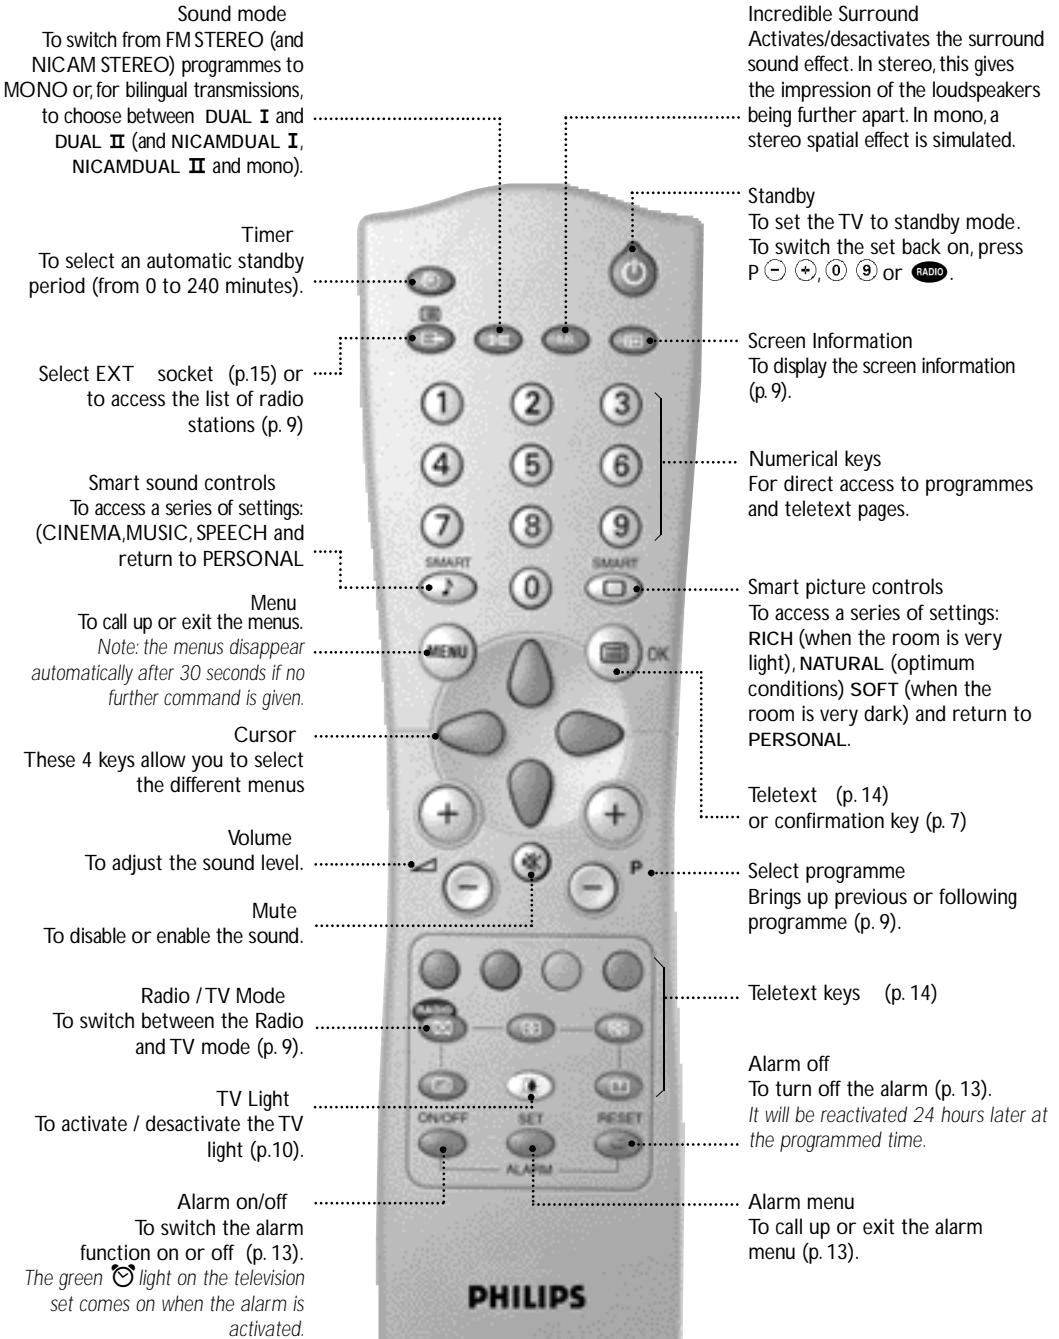 Sound mode
To switch from FM STEREO (and
NICAM STEREO) programmes to
MONO or, for bilingual transmissions,
to choose between DUAL I and
DUAL II (and NICAMDUAL I,
NICAMDUAL II and mono).
Timer
To select an automatic standby
period (from 0 to 240 minutes).
Select EXT socket (p.15) or
to access the list of radio
stations (p. 9)
Smart sound controls
To access a series of settings:
(CINEMA, MUSIC, SPEECH and
return to PERSONAL
Menu
To call up or exit the menus.
Note: the menus disappear
automatically after 30 seconds if no
further command is given.
Cursor
These 4 keys allow you to select
the different menus
Volume
To adjust the sound level.
Mute
To disable or enable the sound.
Radio / TV Mode
To switch between the Radio
and TV mode (p. 9).
TV Light
To activate / desactivate the TV
light (p.10).
Alarm on/off
To switch the alarm
function on or off (p. 13).
The green light on the television
set comes on when the alarm is
activated.
1 2 3
4 5 6
7 8 9
SMART SMART
0
MENU OK
+ +
P
− −
RADIO
ON/OFF SET RESET
ALARM
PHILIPS
Incredible Surround
Activates/desactivates the surround
sound effect. In stereo, this gives
the impression of the loudspeakers
being further apart. In mono, a
stereo spatial effect is simulated.
Standby
To set the TV to standby mode.
To switch the set back on, press
P − +, 0 9 or RADIO.
Screen Information
To display the screen information
(p. 9).
Numerical keys
For direct access to programmes
and teletext pages.
Smart picture controls
To access a series of settings:
RICH (when the room is very
light), NATURAL (optimum
conditions) SOFT (when the
room is very dark) and return to
PERSONAL.
Teletext (p. 14)
or confirmation key (p. 7)
Select programme
Brings up previous or following
programme (p. 9).
Teletext keys (p. 14)
Alarm off
To turn off the alarm (p. 13).
It will be reactivated 24 hours later at
the programmed time.
Alarm menu
To call up or exit the alarm
menu (p. 13).